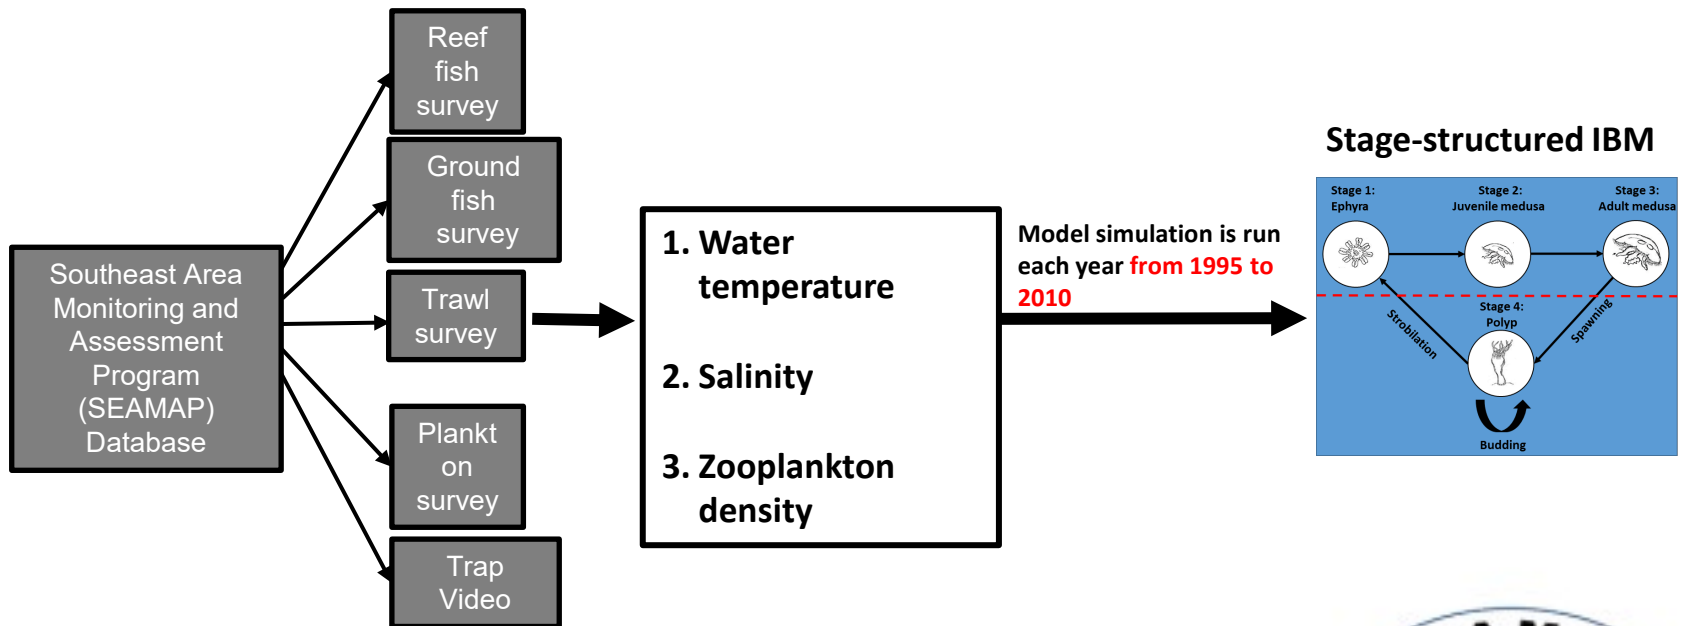 Southeast Area
Monitoring and
Assessment
Program
(SEAMAP)
Database
Reef
fish
survey
Ground
fish
survey
Trawl
survey
Plankt
on
survey
Trap
Video
1. Water
temperature
2. Salinity
3. Zooplankton
density
Model simulation is run
each year from 1995 to
2010
Stage-structured IBM
Stage 1:
Ephyra
Stage 2:
Juvenile medusa
Stage 3:
Adult medusa
Stage 4:
Polyp
Strobilation
Spawning
Budding